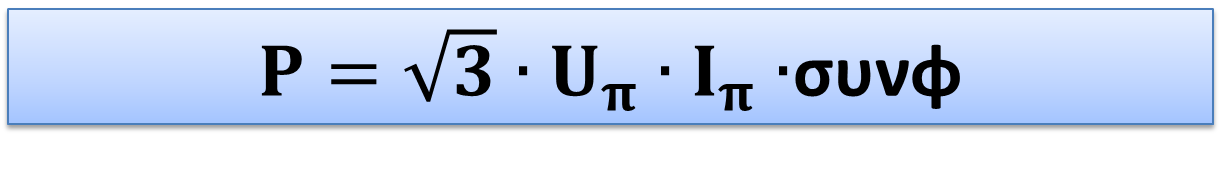 P = √3 · Uπ · Iπ ·συνφ